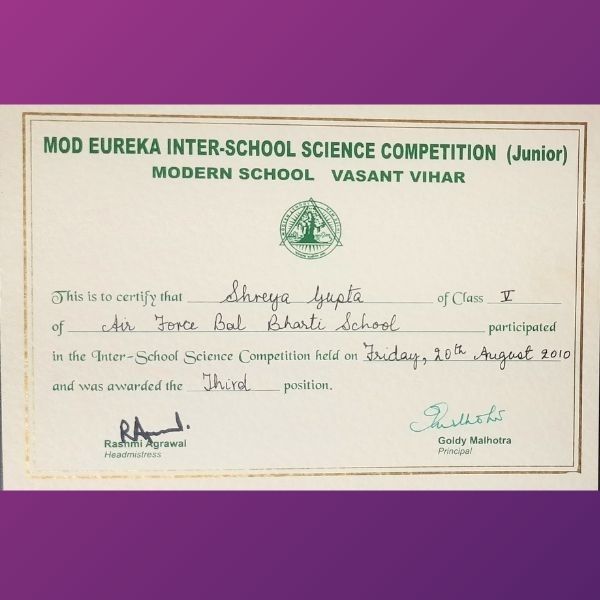 MOD EUREKA INTER-SCHOOL SCIENCE COMPETITION (Junior)
MODERN SCHOOL VASANT VIHAR
This is to certify that Shreya Gupta of Class V
of Air Force Bal Bharti School participated
in the Inter-School Science Competition held on Friday, 20th August 2010
and was awarded the Third position.
Rashmi Agrawal
Headmistress
Goldy Malhotra
Principal